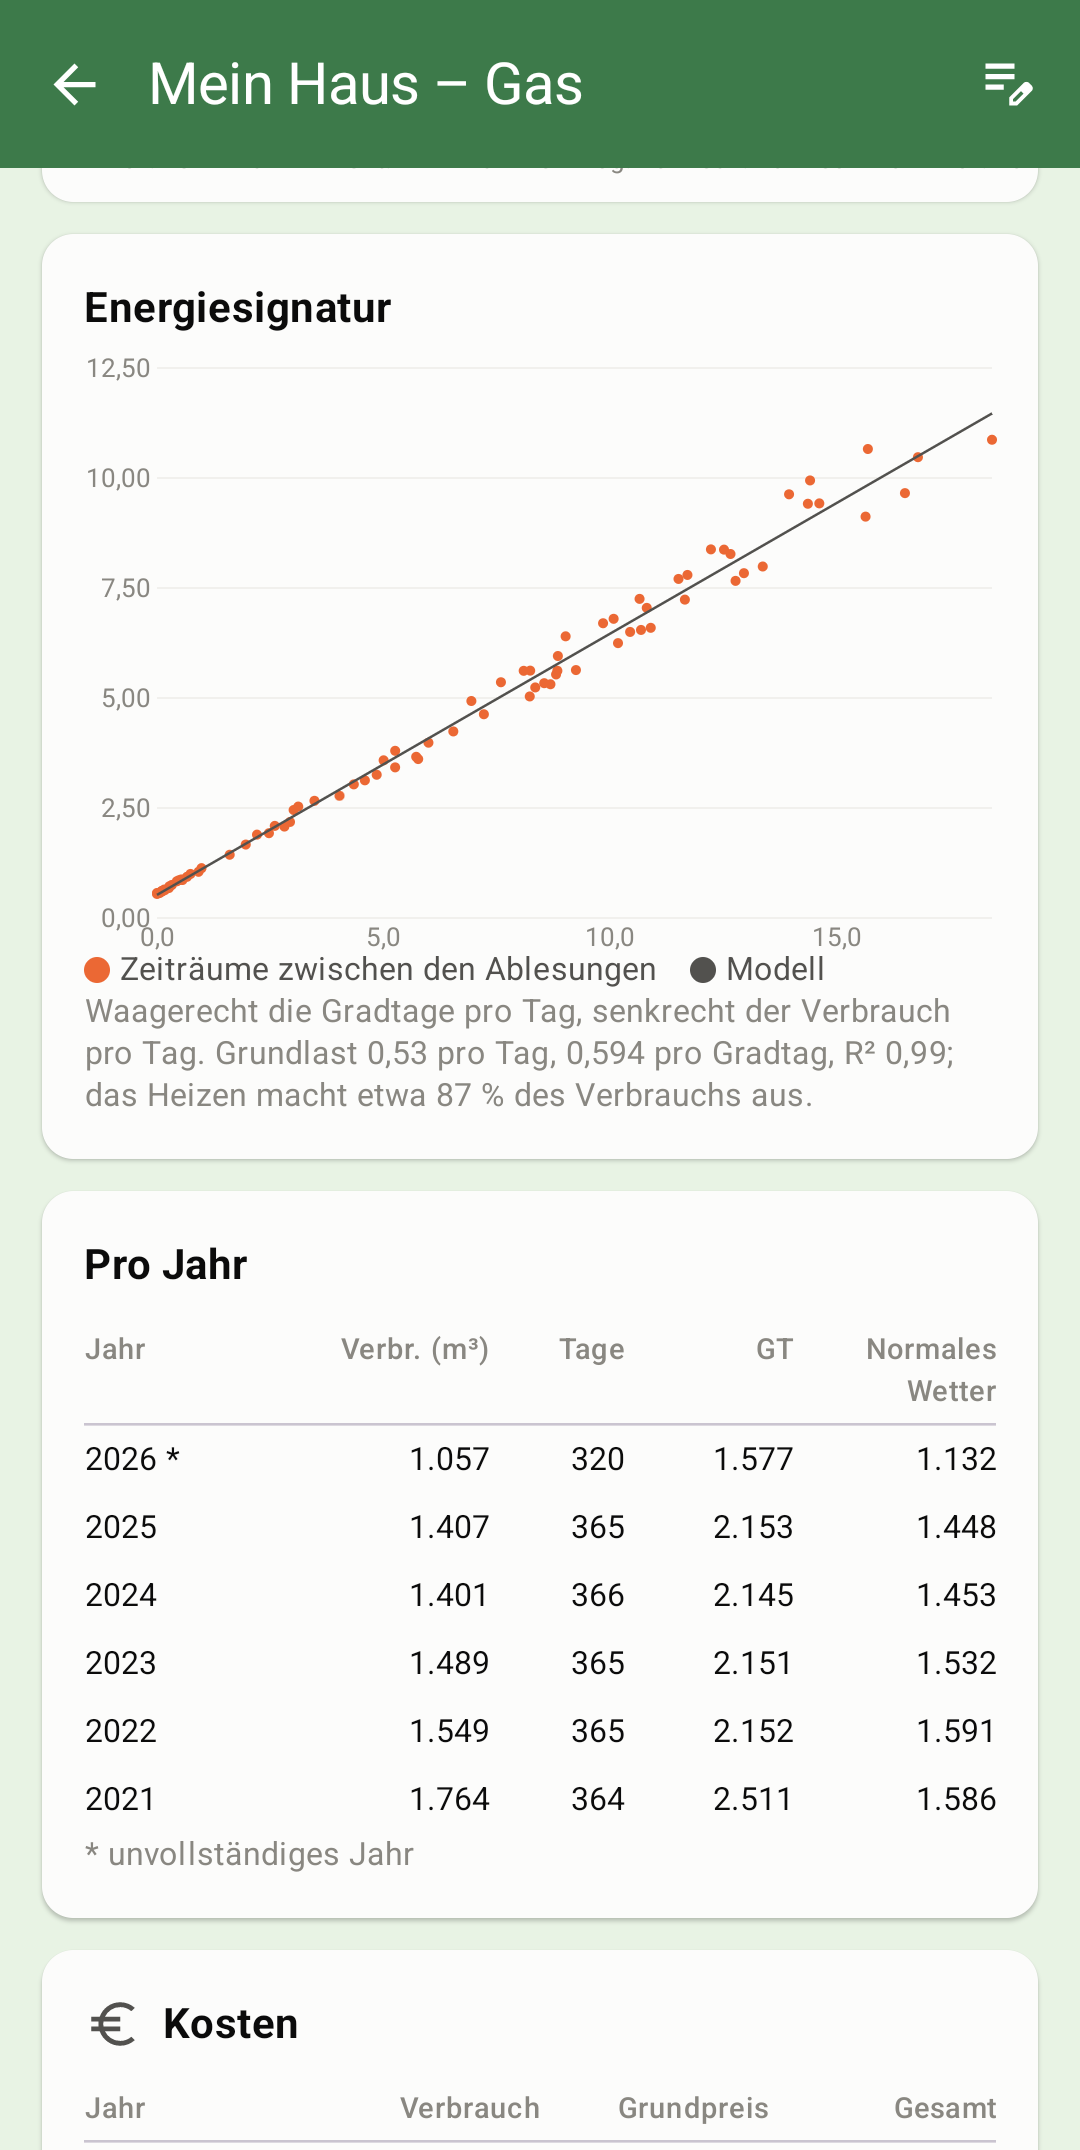 Mein Haus – Gas
Energiesignatur
12,50
10,00
7,50
5,00
2,50
0,00
0,0 5,0 10,0 15,0
Zeiträume zwischen den Ablesungen Modell
Waagerecht die Gradtage pro Tag, senkrecht der Verbrauch
pro Tag. Grundlast 0,53 pro Tag, 0,594 pro Gradtag, R² 0,99;
das Heizen macht etwa 87 % des Verbrauchs aus.
Pro Jahr
Jahr Verbr. (m³) Tage GT Normales
Wetter
2026 * 1.057 320 1.577 1.132
2025 1.407 365 2.153 1.448
2024 1.401 366 2.145 1.453
2023 1.489 365 2.151 1.532
2022 1.549 365 2.152 1.591
2021 1.764 364 2.511 1.586
* unvollständiges Jahr
€ Kosten
Jahr Verbrauch Grundpreis Gesamt